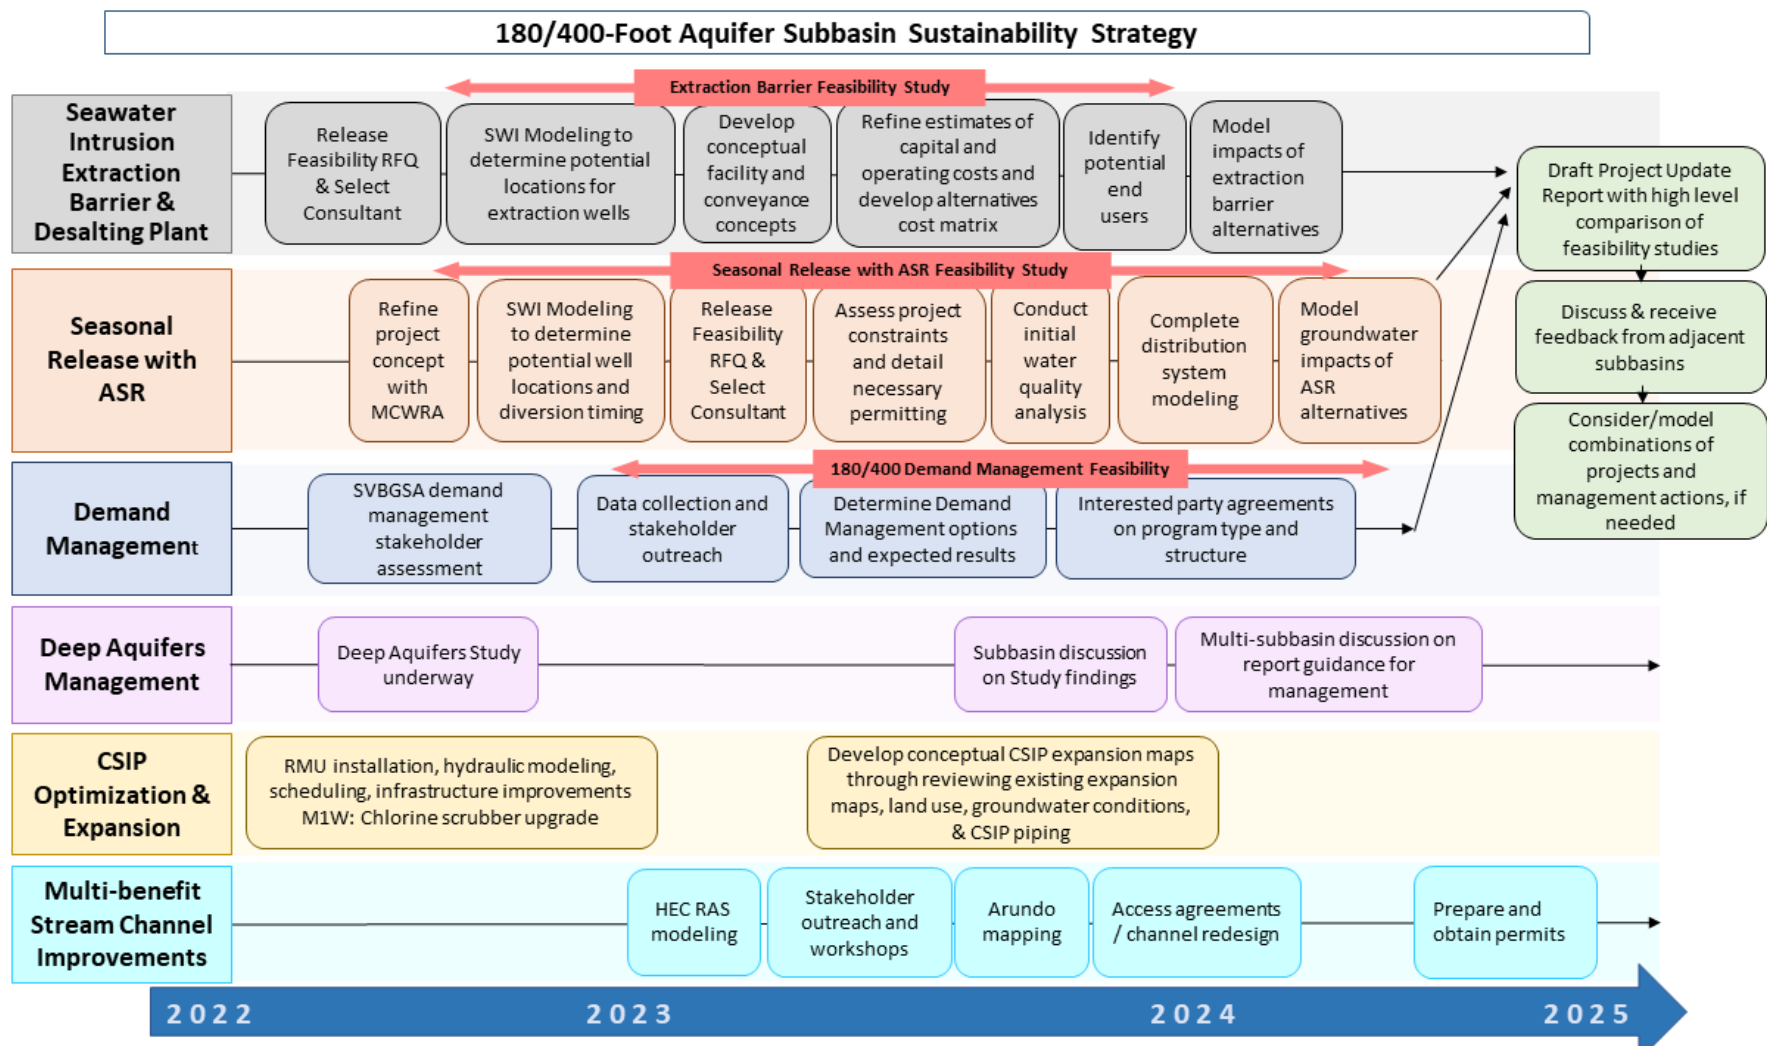 180/400-Foot Aquifer Subbasin Sustainability Strategy
Seawater
Intrusion
Extraction
Barrier &
Desalting Plant
Extraction Barrier Feasibility Study
Release
Feasibility RFQ
& Select
Consultant
SWI Modeling to
determine potential
locations for
extraction wells
Develop
conceptual
facility and
conveyance
concepts
Refine estimates of
capital and
operating costs and
develop alternatives
cost matrix
Identify
potential
end
users
Model
impacts of
extraction
barrier
alternatives
Draft Project Update
Report with high level
comparison of
feasibility studies
Discuss & receive
feedback from adjacent
subbasins
Consider/model
combinations of
projects and
management actions, if
needed
Seasonal
Release with
ASR
Seasonal Release with ASR Feasibility Study
Refine
project
concept
with
MCWRA
SWI Modeling
to determine
potential well
locations and
diversion timing
Release
Feasibility
RFQ &
Select
Consultant
Assess project
constraints
and detail
necessary
permitting
Conduct
initial
water
quality
analysis
Complete
distribution
system
modeling
Model
groundwater
impacts of
ASR
alternatives
Demand
Management
180/400 Demand Management Feasibility
SVBGSA demand
management
stakeholder
assessment
Data collection and
stakeholder
outreach
Determine Demand
Management options
and expected results
Interested party agreements
on program type and
structure
Deep Aquifers
Management
Deep Aquifers Study
underway
Subbasin discussion
on Study findings
Multi-subbasin discussion on
report guidance for
management
CSIP
Optimization &
Expansion
RMU installation, hydraulic modeling,
scheduling, infrastructure improvements
M1W: Chlorine scrubber upgrade
Develop conceptual CSIP expansion maps
through reviewing existing expansion
maps, land use, groundwater conditions,
& CSIP piping
Multi-benefit
Stream Channel
Improvements
HEC RAS
modeling
Stakeholder
outreach and
workshops
Arundo
mapping
Access agreements
/ channel redesign
Prepare and
obtain permits
2022 2023 2024 2025